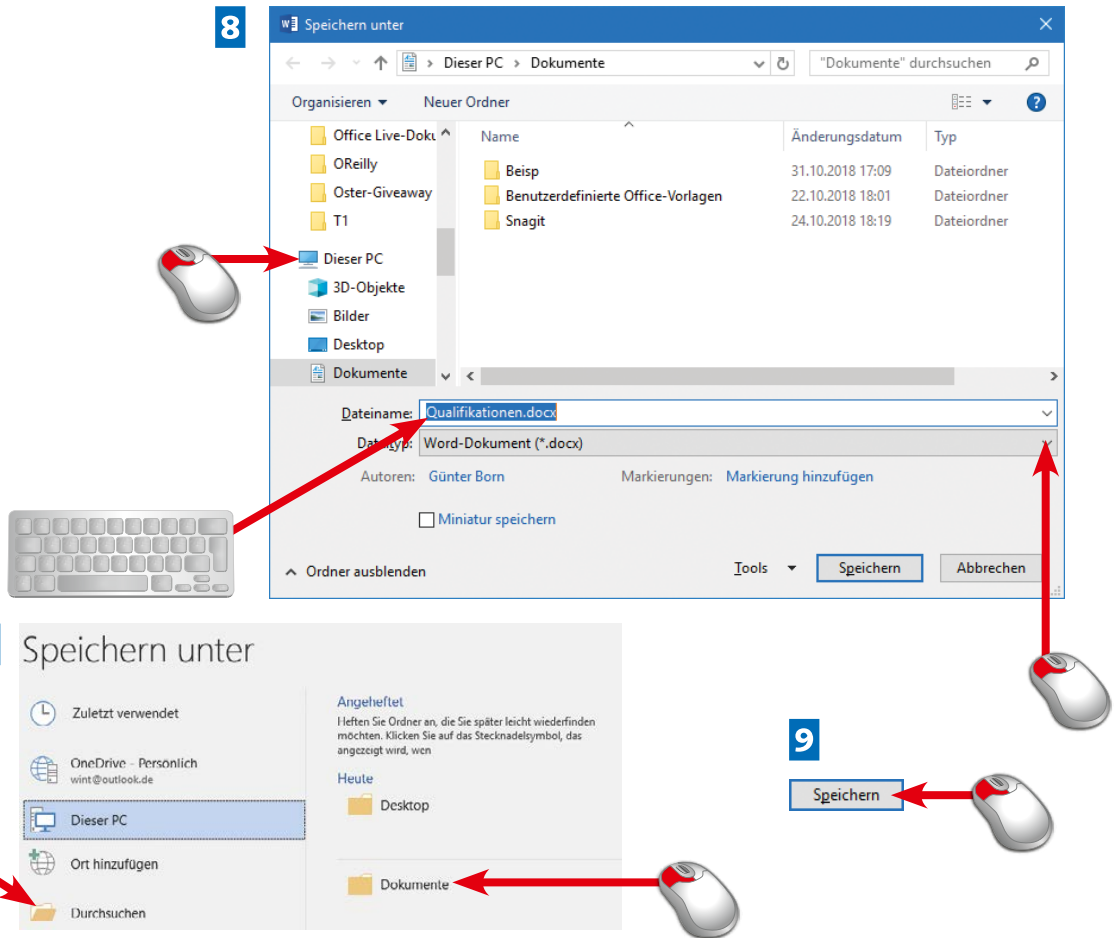 8
Speichern unter
Dieser PC > Dokumente
"Dokumente" durchsuchen
Organisieren
Neuer Ordner
Office Live-Doku
OReilly
Oster-Giveaway
T1
Dieser PC
3D-Objekte
Bilder
Desktop
Dokumente
Name Änderungsdatum Typ
Beisp 31.10.2018 17:09 Dateiordner
Benutzerdefinierte Office-Vorlagen 22.10.2018 18:01 Dateiordner
Snagit 24.10.2018 18:19 Dateiordner
Dateiname: Qualifikationen.docx
Dateityp: Word-Dokument (*.docx)
Autoren: Günter Born Markierungen: Markierung hinzufügen
Miniatur speichern
Ordner ausblenden
Tools
Speichern
Abbrechen
Speichern unter
Zuletzt verwendet
OneDrive - Persönlich
wint@outlook.de
Dieser PC
Ort hinzufügen
Durchsuchen
Angeheftet
Heften Sie Ordner an, die Sie später leicht wiederfinden
möchten. Klicken Sie auf das Stecknadelsymbol, das
angezeigt wird, wen
Heute
Desktop
Dokumente
9
Speichern